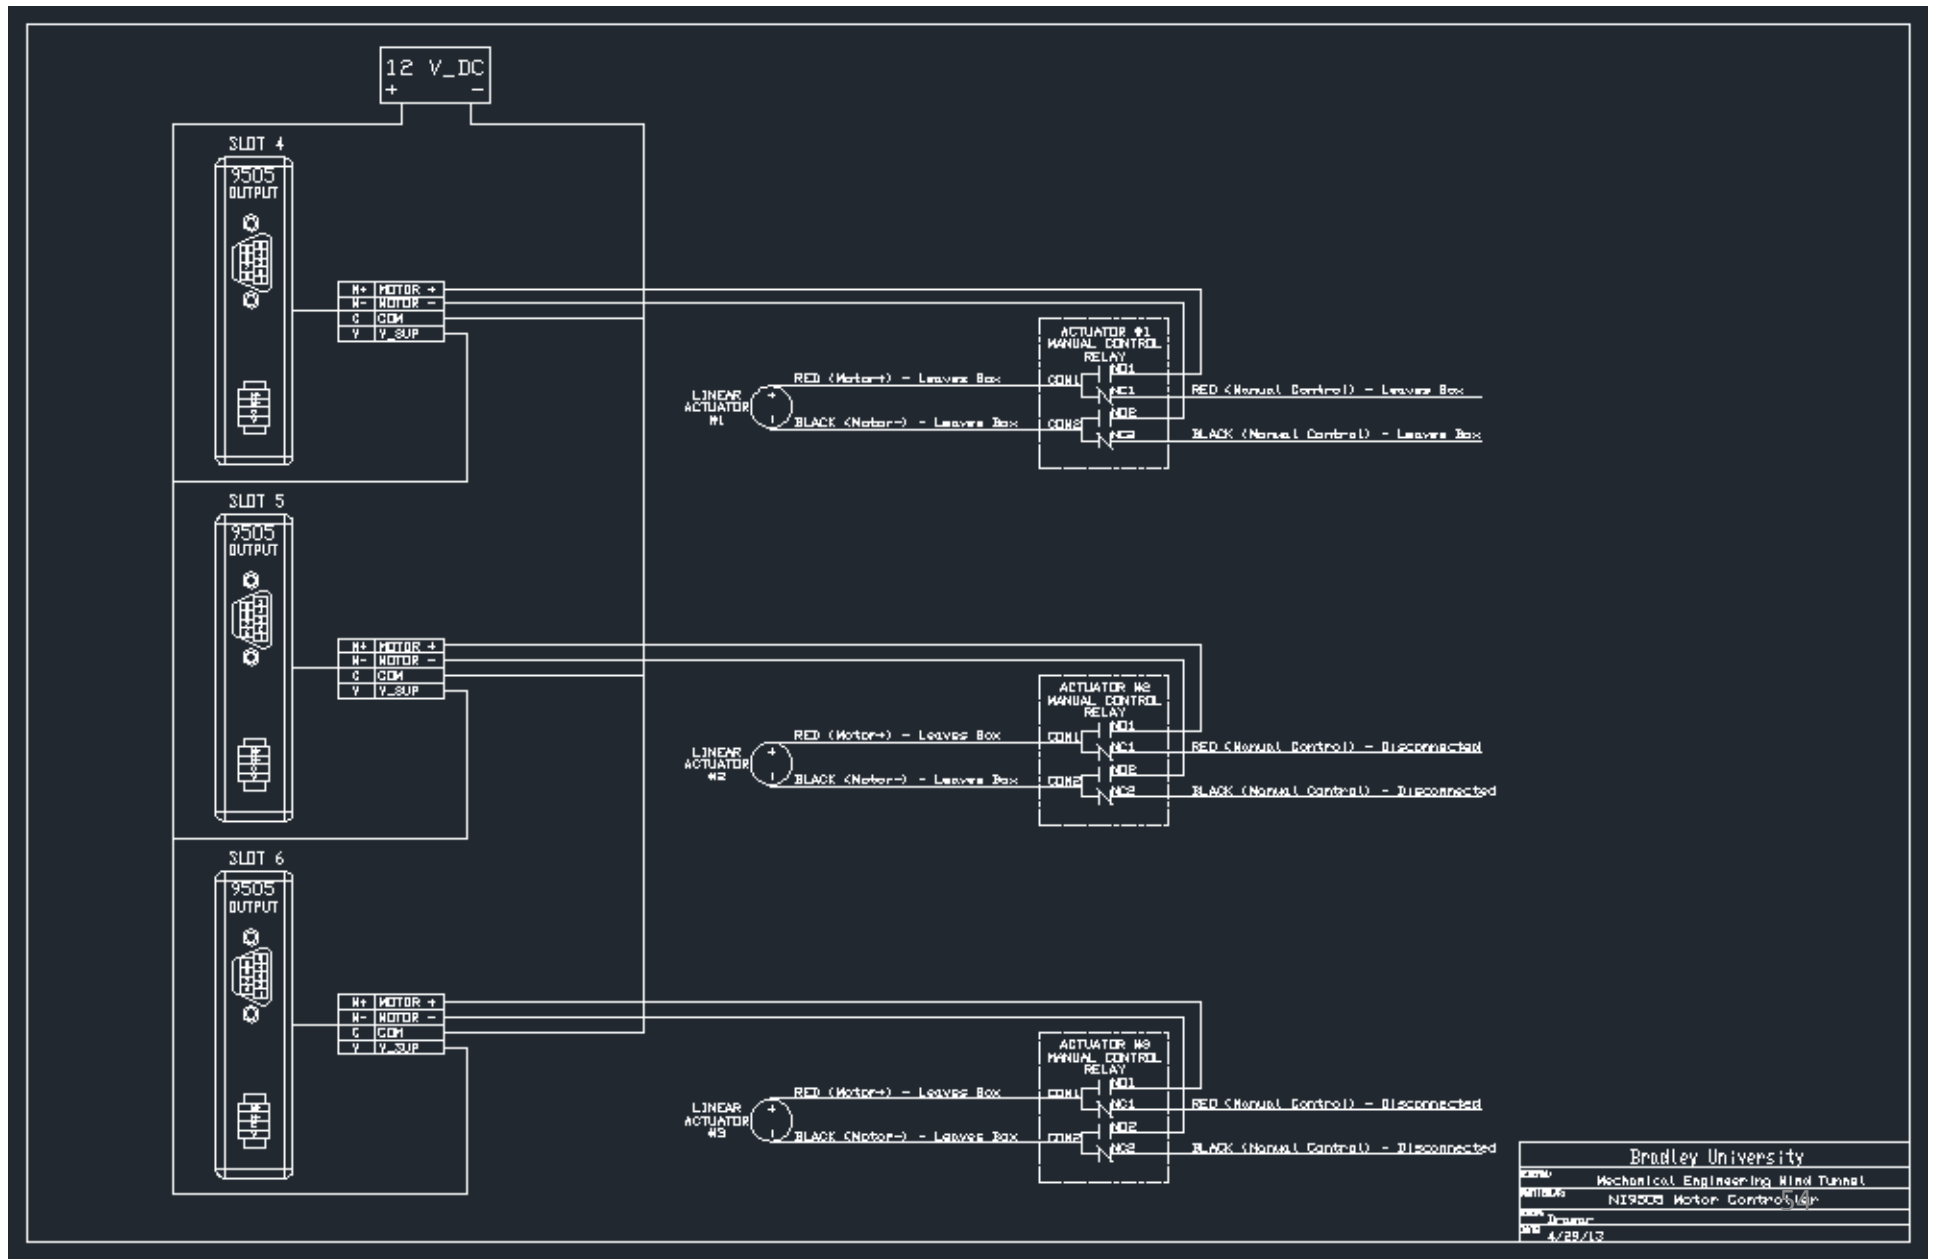 12 V_DC
+ -
SLOT 4
9505
OUTPUT
M+ MOTOR +
M- MOTOR -
C COM
V V_SUP
ACTUATOR #1
MANUAL CONTROL
RELAY
NO1
COM1
NC1
NO2
COM2
NC2
LINEAR
ACTUATOR
#1
+
RED (Motor+) - Leaves Box
BLACK (Motor-) - Leaves Box
RED (Manual Control) - Leaves Box
BLACK (Manual Control) - Leaves Box
SLOT 5
9505
OUTPUT
M+ MOTOR +
M- MOTOR -
C COM
V V_SUP
ACTUATOR #2
MANUAL CONTROL
RELAY
NO1
COM1
NC1
NO2
COM2
NC2
LINEAR
ACTUATOR
#2
+
RED (Motor+) - Leaves Box
BLACK (Motor-) - Leaves Box
RED (Manual Control) - Disconnected
BLACK (Manual Control) - Disconnected
SLOT 6
9505
OUTPUT
M+ MOTOR +
M- MOTOR -
C COM
V V_SUP
ACTUATOR #3
MANUAL CONTROL
RELAY
NO1
COM1
NC1
NO2
COM2
NC2
LINEAR
ACTUATOR
#3
+
RED (Motor+) - Leaves Box
BLACK (Motor-) - Leaves Box
RED (Manual Control) - Disconnected
BLACK (Manual Control) - Disconnected
Bradley University
Mechanical Engineering Wind Tunnel
NI9505 Motor Controller
54
4/29/13